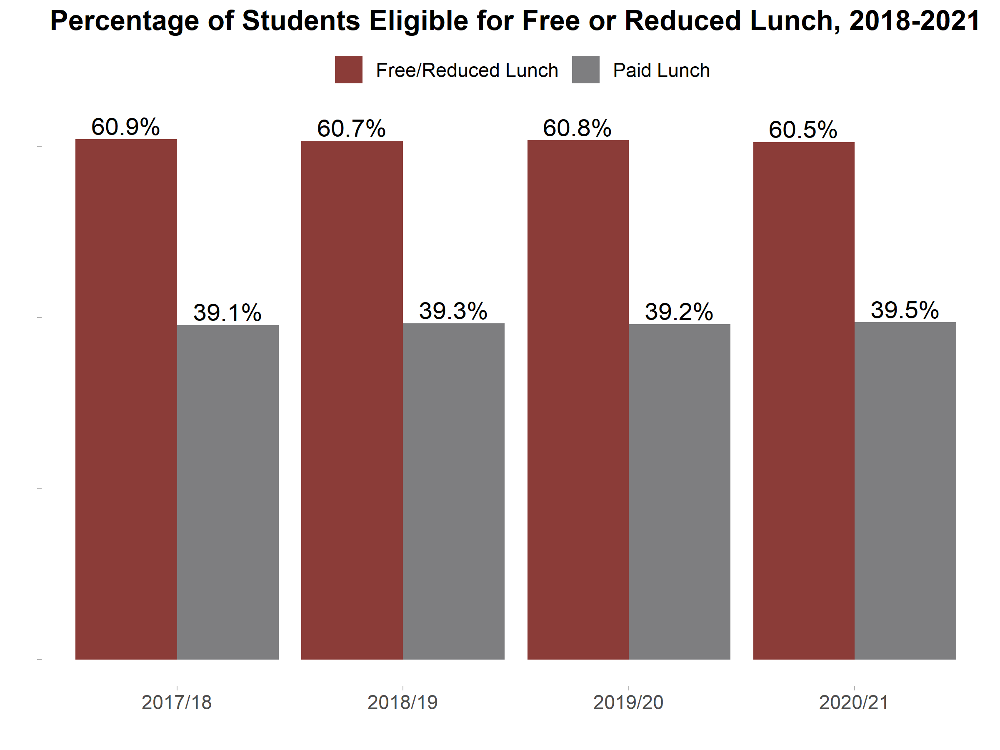 Percentage of Students Eligible for Free or Reduced Lunch, 2018-2021
Free/Reduced Lunch Paid Lunch
60.9% 60.7% 60.8% 60.5%
39.1% 39.3% 39.2% 39.5%
2017/18 2018/19 2019/20 2020/21